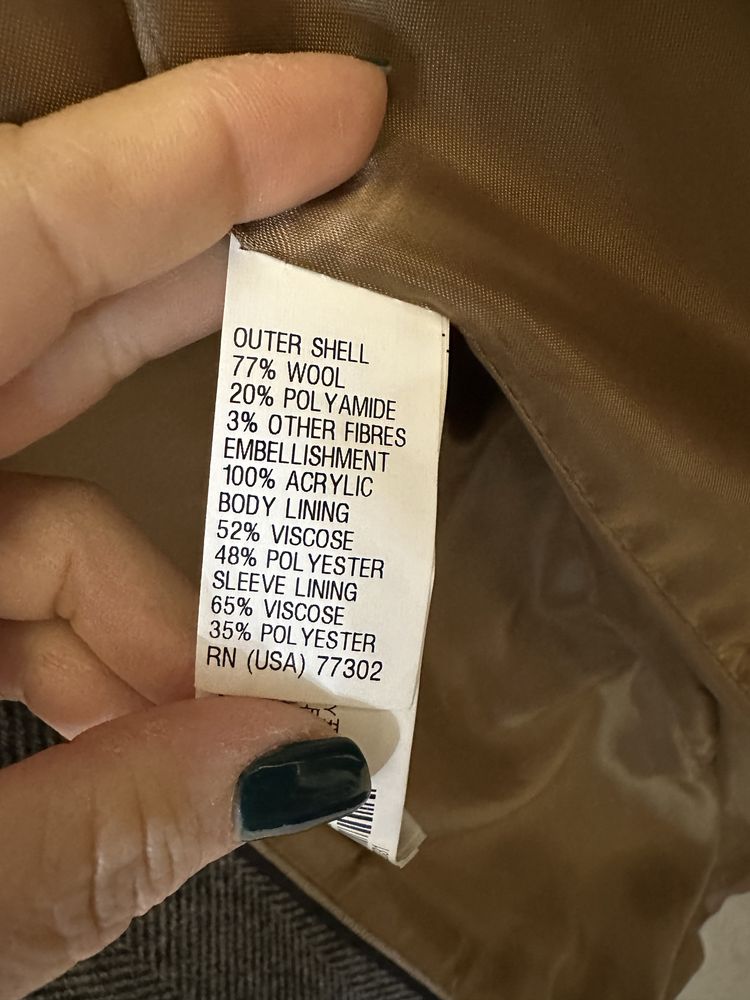 OUTER SHELL
77% WOOL
20% POLYAMIDE
3% OTHER FIBRES
EMBELLISHMENT
100% ACRYLIC
BODY LINING
52% VISCOSE
48% POLYESTER
SLEEVE LINING
65% VISCOSE
35% POLYESTER
RN (USA) 77302